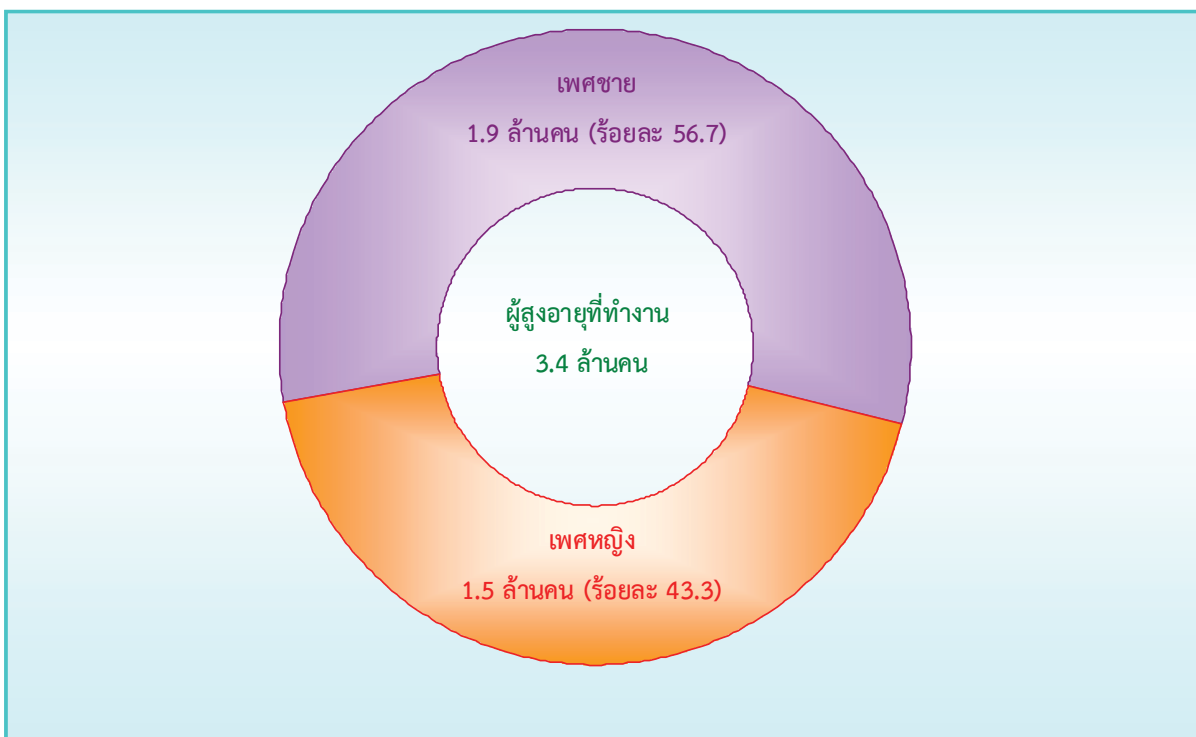 เพศชาย
1.9 ล้านคน (ร้อยละ 56.7)
ผู้สูงอายุที่ทำงาน
3.4 ล้านคน
เพศหญิง
1.5 ล้านคน (ร้อยละ 43.3)